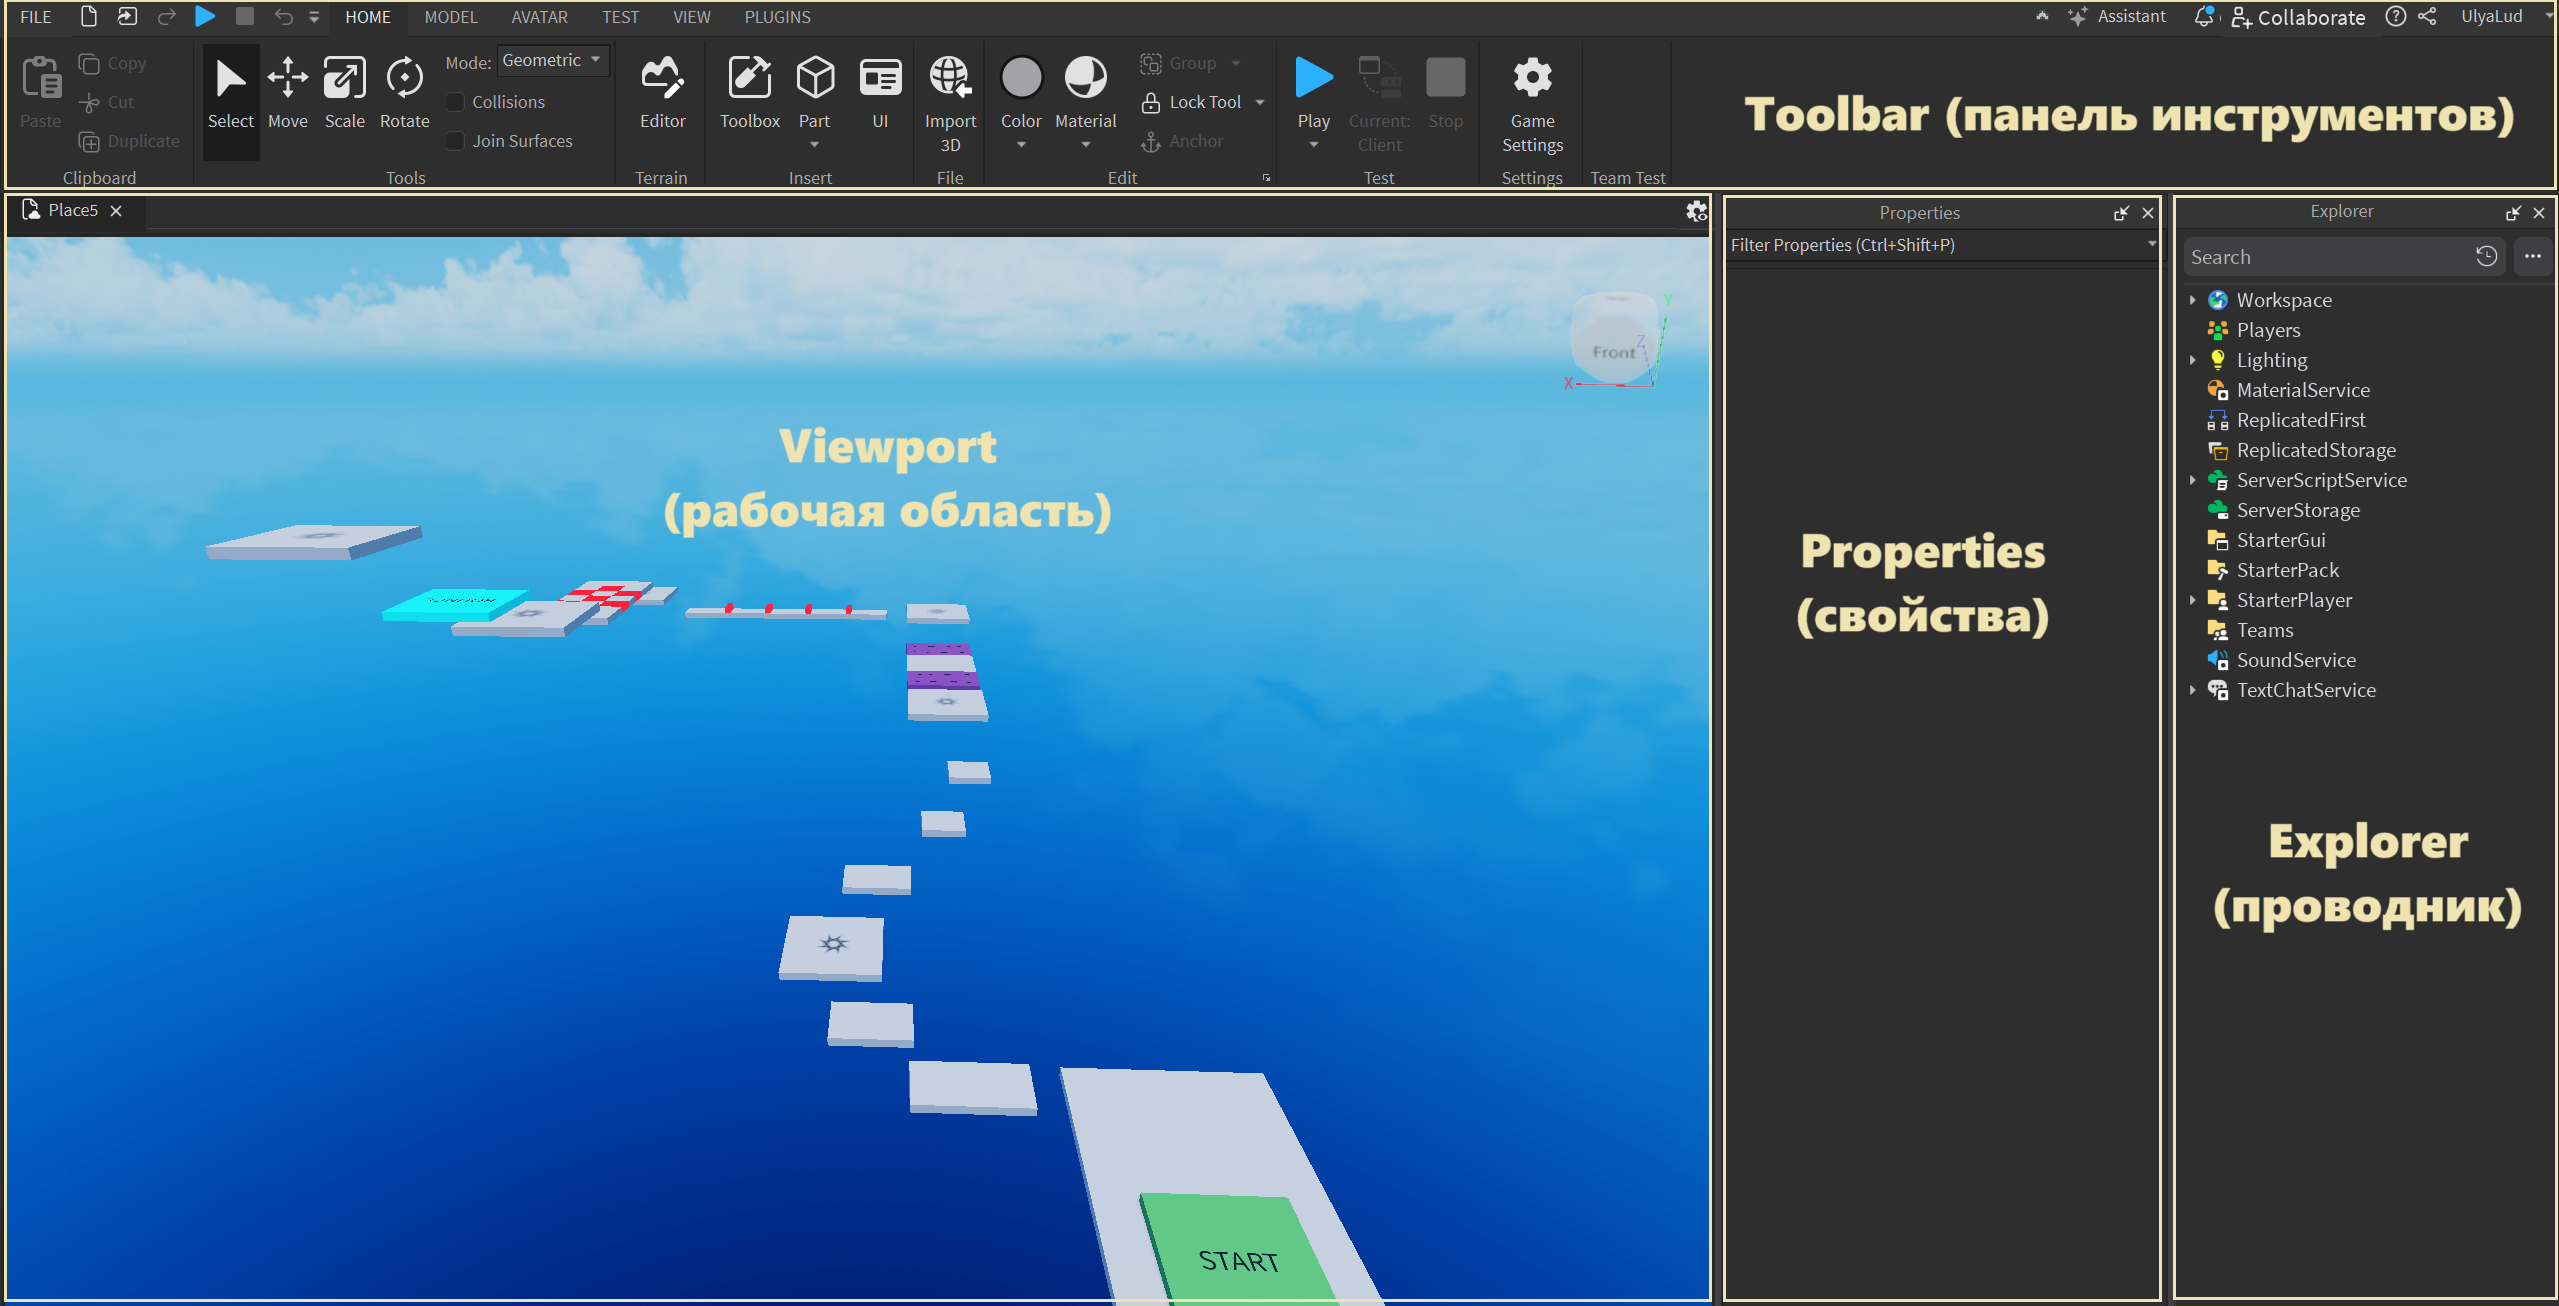 FILE HOME MODEL AVATAR TEST VIEW PLUGINS Assistant Collaborate UlyaLud
Paste Copy Cut Duplicate
Clipboard
Select Move Scale Rotate
Mode: Geometric
Collisions
Join Surfaces
Tools
Editor
Terrain
Toolbox Part UI
Insert
Import
3D
File
Color Material
Group
Lock Tool
Anchor
Edit
Play Current:
Client Stop
Test
Game
Settings
Settings
Team Test
Toolbar (панель инструментов)
Place5
Front
X
Y
Z
Viewport
(рабочая область)
START
Properties
Filter Properties (Ctrl+Shift+P)
Properties
(свойства)
Explorer
Search
Workspace
Players
Lighting
MaterialService
ReplicatedFirst
ReplicatedStorage
ServerScriptService
ServerStorage
StarterGui
StarterPack
StarterPlayer
Teams
SoundService
TextChatService
Explorer
(проводник)